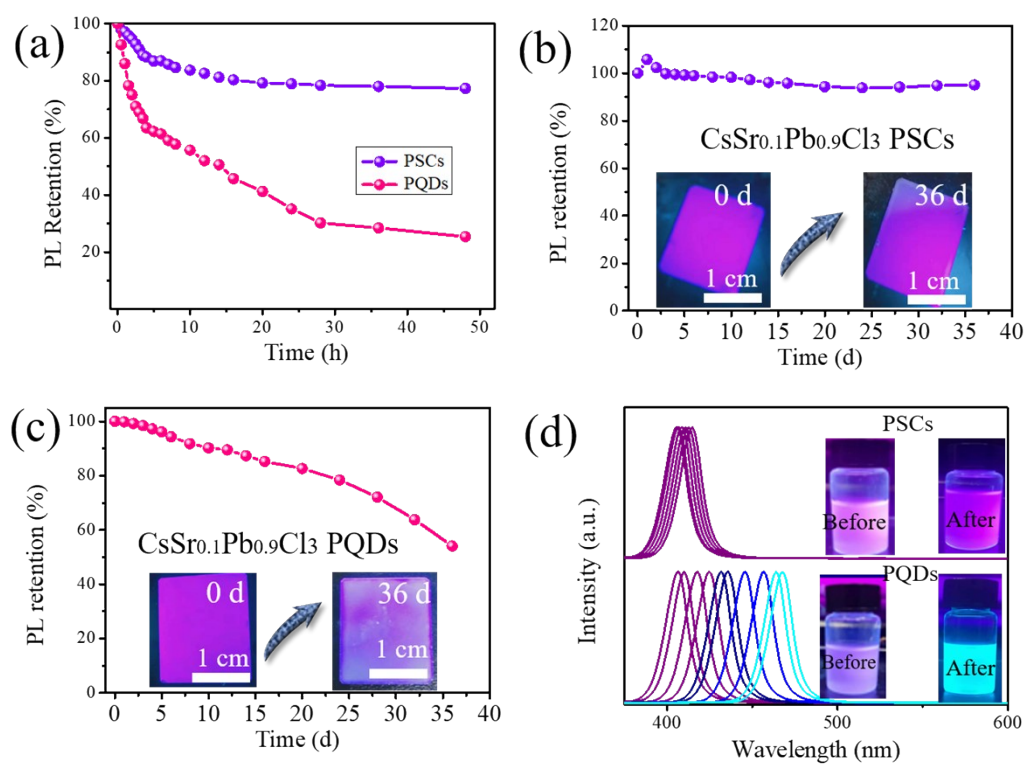 (a)
100
80
60
40
20
PL Retention (%)
PSCs
PQDs
0
10
20
30
40
50
Time (h)
(b)
120
100
80
60
40
20
0
PL retention (%)
CsSr0.1Pb0.9Cl3 PSCs
0 d
36 d
1 cm
1 cm
0
5
10
15
20
25
30
35
40
Time (d)
(c)
100
80
60
40
20
0
PL retention (%)
CsSr0.1Pb0.9Cl3 PQDs
0 d
36 d
1 cm
1 cm
0
5
10
15
20
25
30
35
40
Time (d)
(d)
Intensity (a.u.)
PSCs
Before
After
PQDs
Before
After
400
500
600
Wavelength (nm)